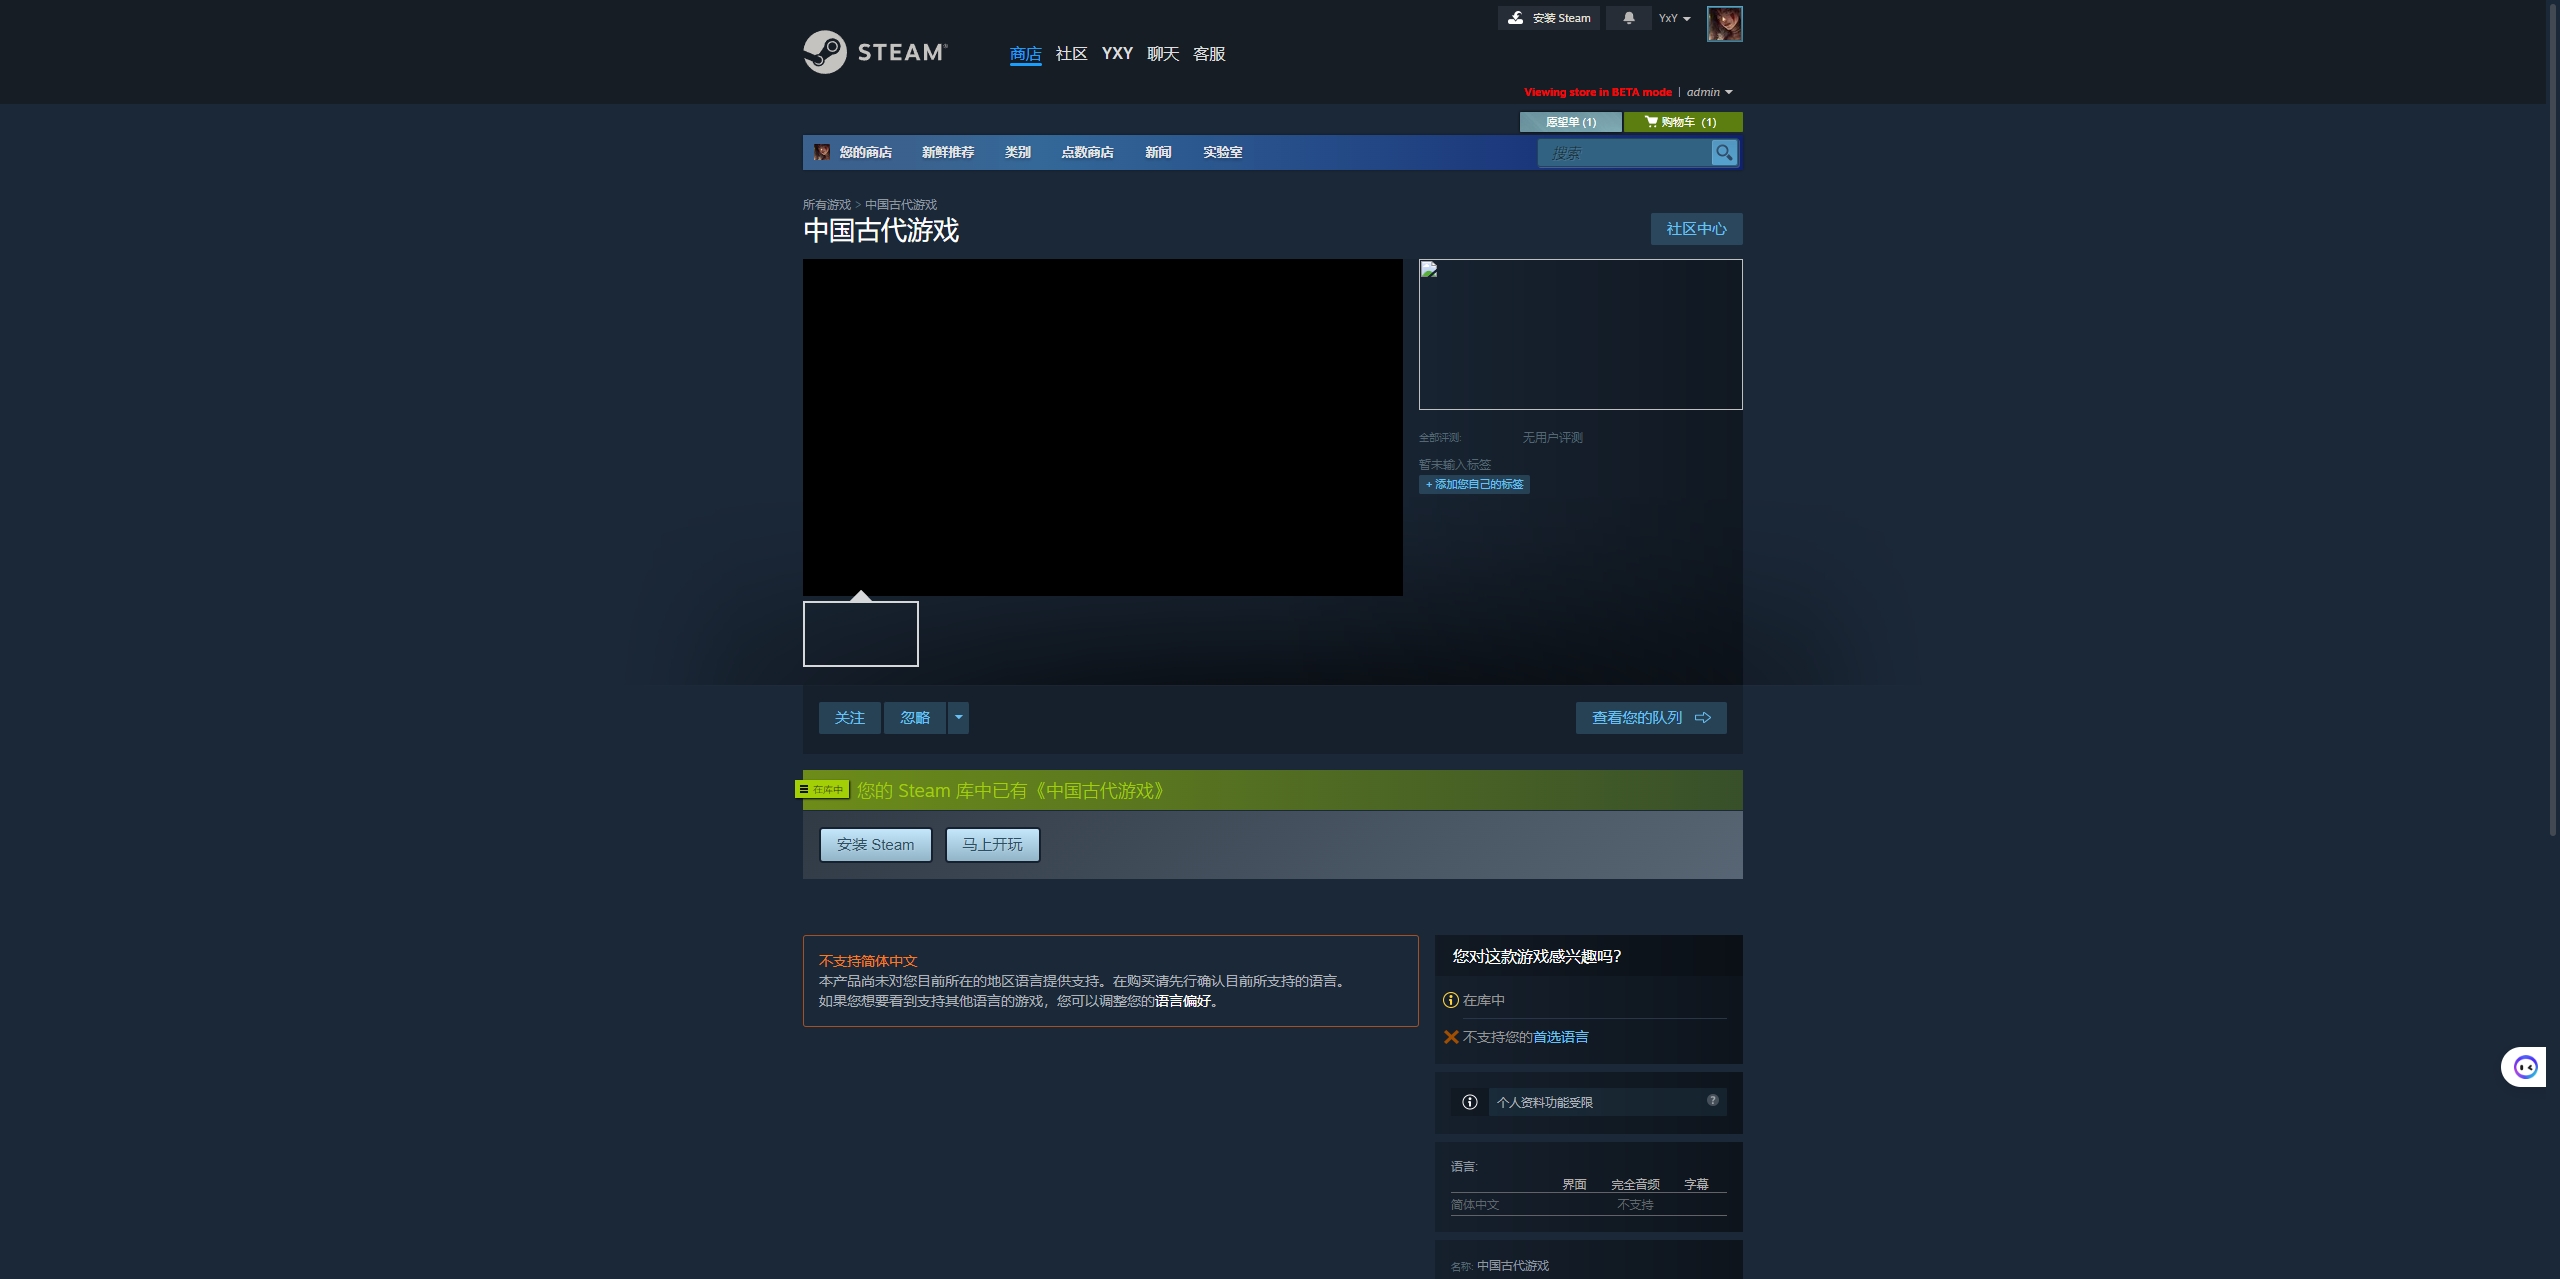 安装 Steam
YxY
STEAM®
商店 社区 YXY 聊天 客服
Viewing store in BETA mode | admin
愿望单 (1)
购物车 (1)
您的商店 新鲜推荐 类别 点数商店 新闻 实验室
搜索
所有游戏 > 中国古代游戏
中国古代游戏
社区中心
全部评测: 无用户评测
暂未输入标签
+ 添加您自己的标签
关注 忽略
查看您的队列
在库中
您的 Steam 库中已有《中国古代游戏》
安装 Steam 马上开玩
不支持简体中文
本产品尚未对您目前所在的地区语言提供支持。在购买请先行确认目前所支持的语言。
如果您想要看到支持其他语言的游戏，您可以调整您的语言偏好。
您对这款游戏感兴趣吗？
在库中
不支持您的首选语言
个人资料功能受限 ?
语言:
界面 完全音频 字幕
简体中文 不支持
名称: 中国古代游戏